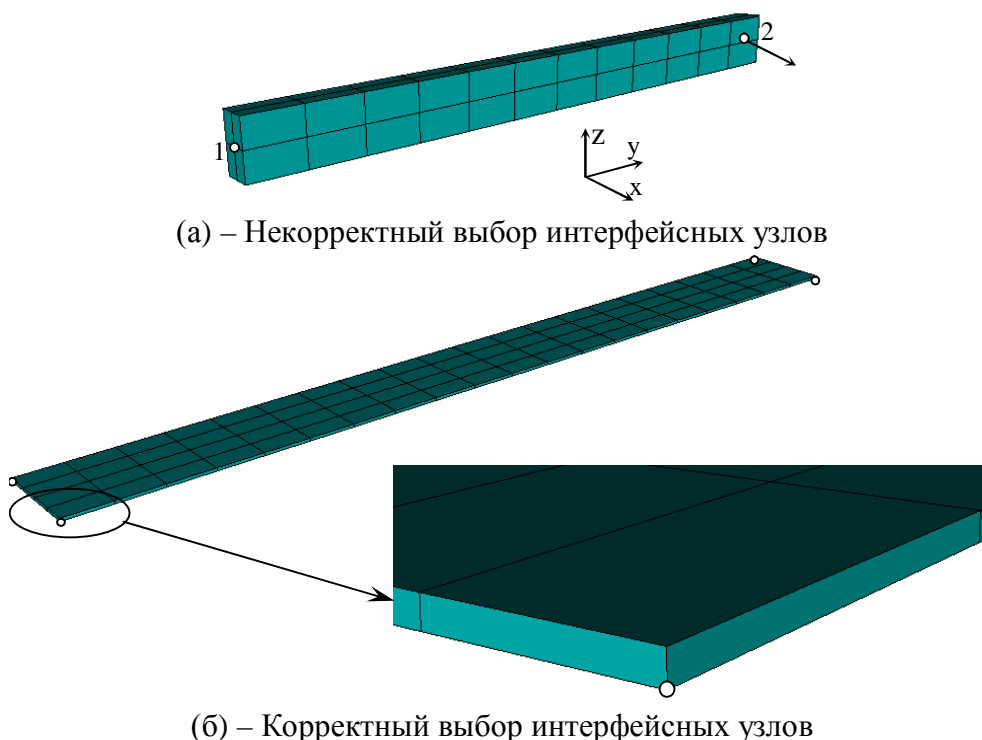 2
1
z
y
x
(а) – Некорректный выбор интерфейсных узлов
(б) – Корректный выбор интерфейсных узлов